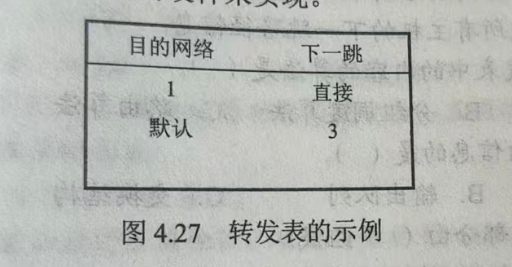 目的网络 下一跳
1 直接
默认 3
图 4.27 转发表的示例